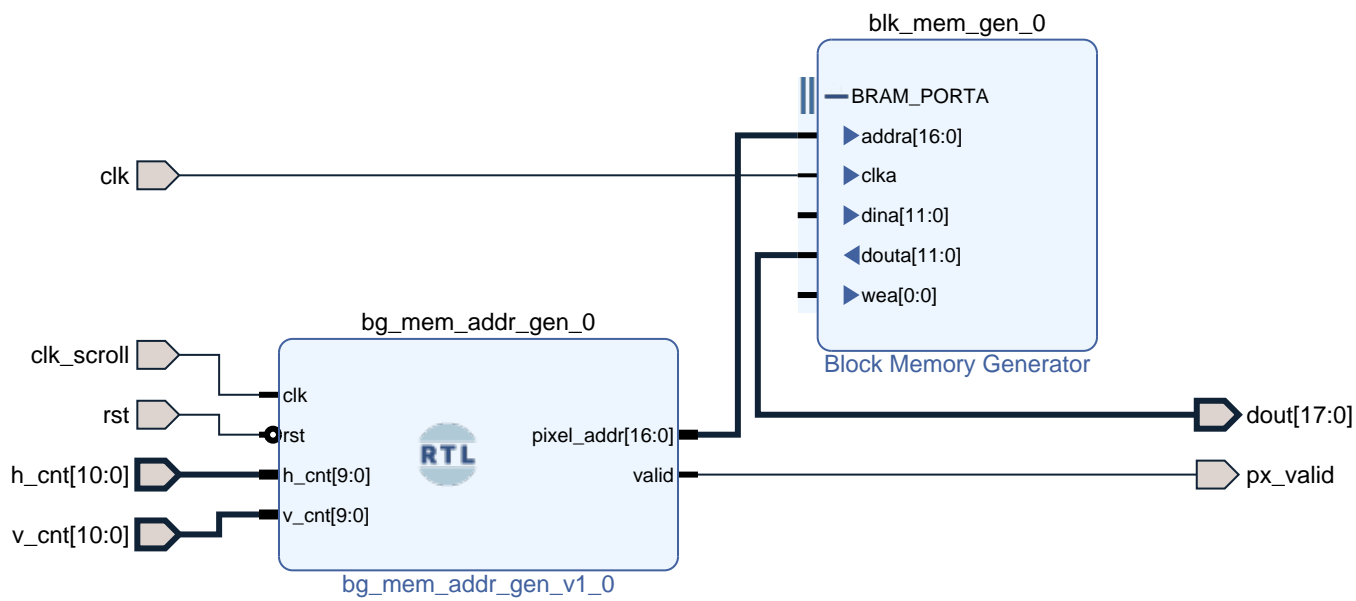 blk_mem_gen_0
BRAM_PORTA
addra[16:0]
clk
clka
dina[11:0]
douta[11:0]
wea[0:0]
Block Memory Generator
bg_mem_addr_gen_0
clk_scroll
clk
rst
rst
h_cnt[10:0]
h_cnt[9:0]
v_cnt[10:0]
v_cnt[9:0]
RTL
pixel_addr[16:0]
valid
dout[17:0]
px_valid
bg_mem_addr_gen_v1_0